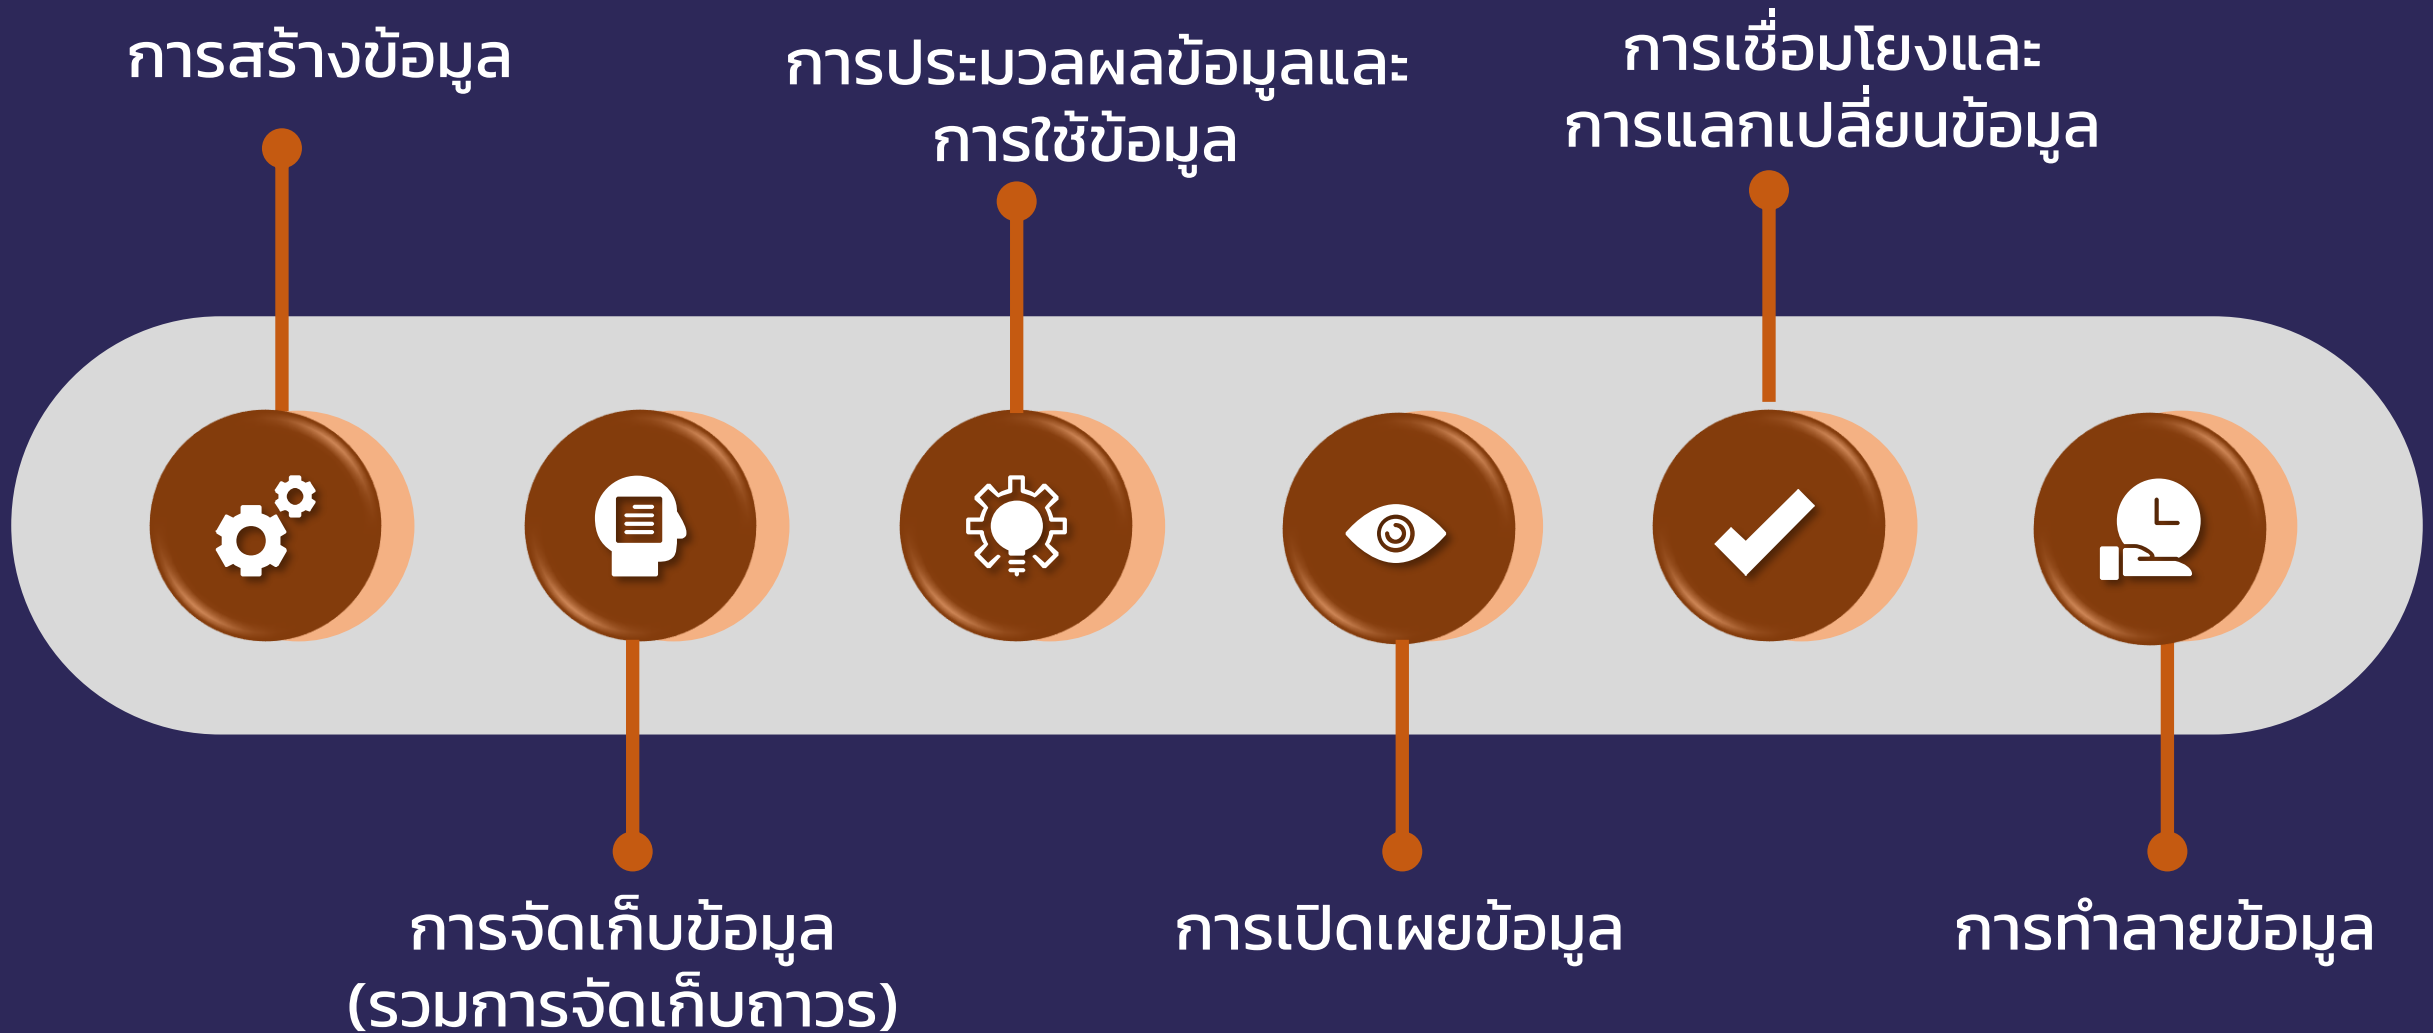 การสร้างข้อมูล
การจัดเก็บข้อมูล
(รวมการจัดเก็บถาวร)
การประมวลผลข้อมูลและ
การใช้ข้อมูล
การเปิดเผยข้อมูล
การเชื่อมโยงและ
การแลกเปลี่ยนข้อมูล
การทำลายข้อมูล